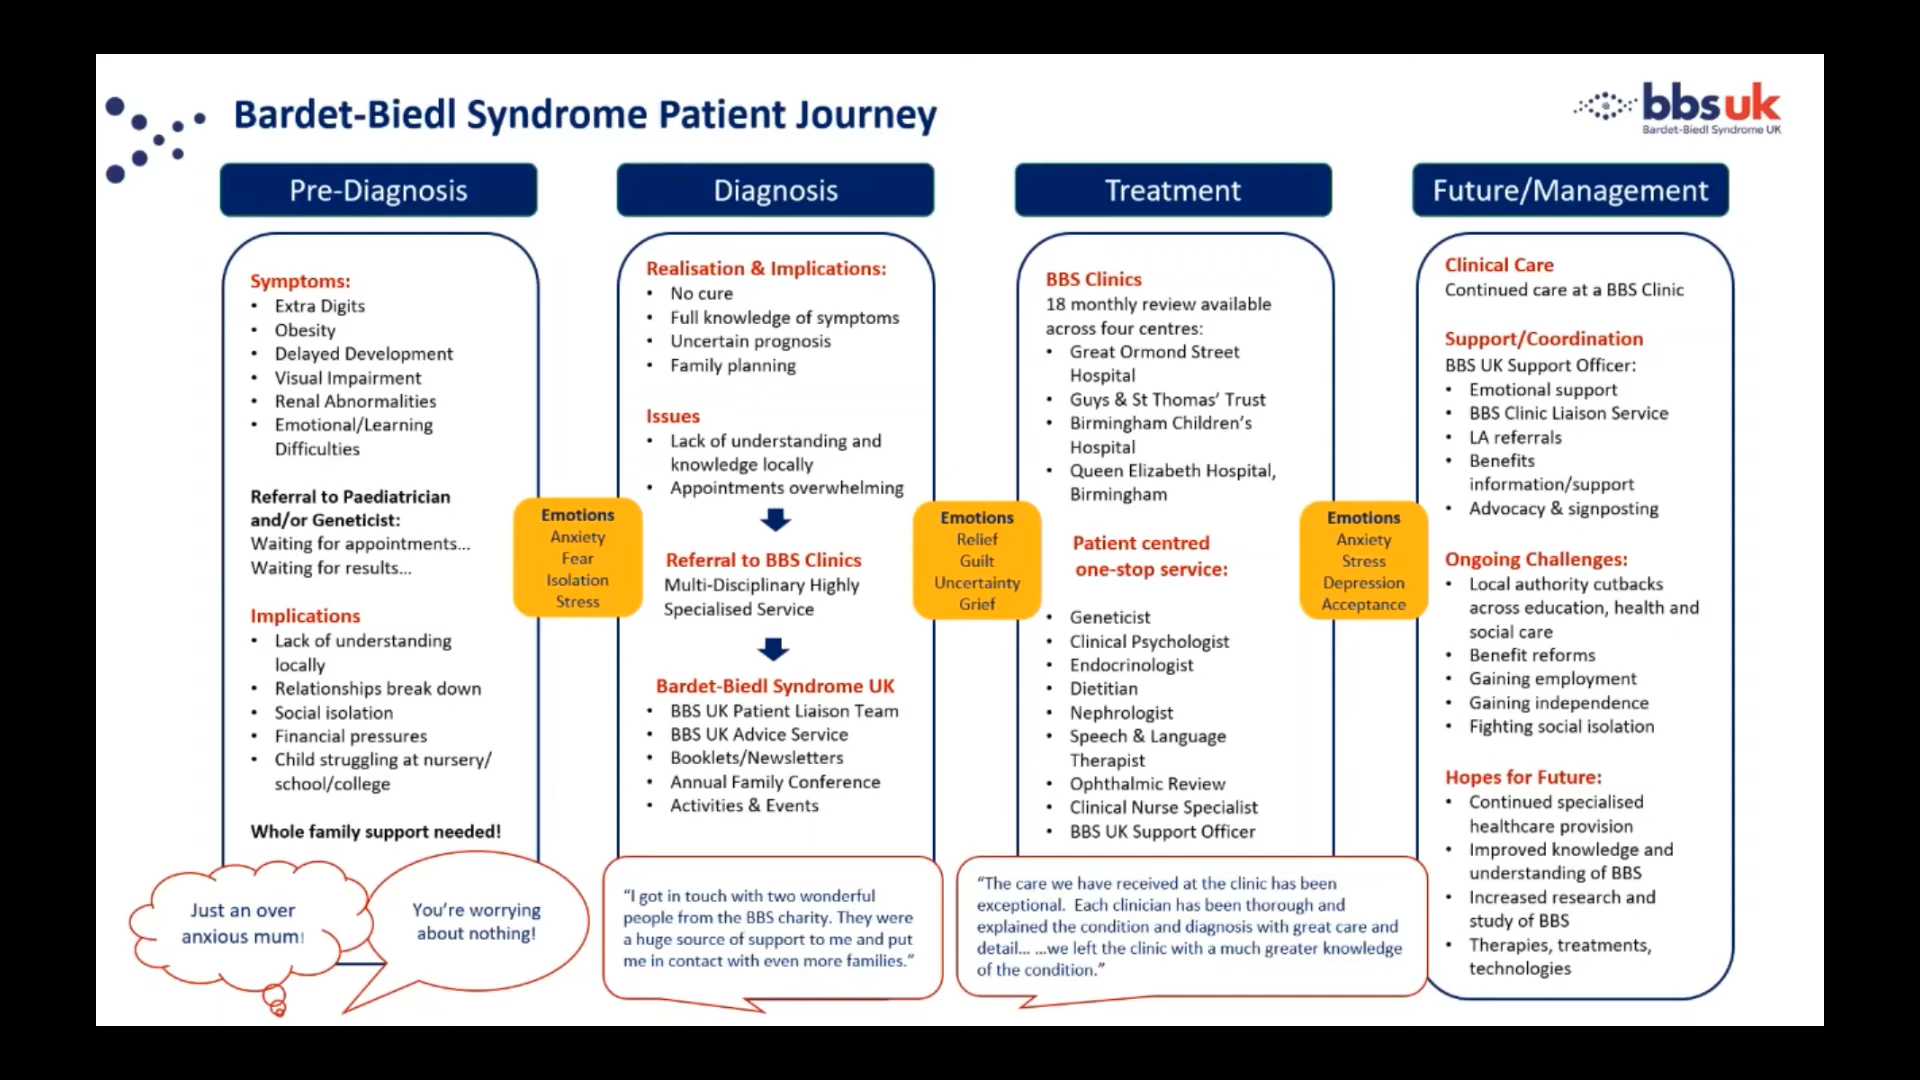 Bardet-Biedl Syndrome Patient Journey
bbsuk
Bardet-Biedl Syndrome UK
Pre-Diagnosis
Symptoms:
• Extra Digits
• Obesity
• Delayed Development
• Visual Impairment
• Renal Abnormalities
• Emotional/Learning
Difficulties
Referral to Paediatrician
and/or Geneticist:
Waiting for appointments...
Waiting for results...
Implications
• Lack of understanding
locally
• Relationships break down
• Social isolation
• Financial pressures
• Child struggling at nursery/
school/college
Whole family support needed!
Just an over
anxious mum!
You're worrying
about nothing!
Emotions
Anxiety
Fear
Isolation
Stress
Diagnosis
Realisation & Implications:
• No cure
• Full knowledge of symptoms
• Uncertain prognosis
• Family planning
Issues
• Lack of understanding and
knowledge locally
• Appointments overwhelming
Referral to BBS Clinics
Multi-Disciplinary Highly
Specialised Service
Bardet-Biedl Syndrome UK
• BBS UK Patient Liaison Team
• BBS UK Advice Service
• Booklets/Newsletters
• Annual Family Conference
• Activities & Events
"I got in touch with two wonderful
people from the BBS charity. They were
a huge source of support to me and put
me in contact with even more families."
Emotions
Relief
Guilt
Uncertainty
Grief
Treatment
BBS Clinics
18 monthly review available
across four centres:
• Great Ormond Street
Hospital
• Guys & St Thomas' Trust
• Birmingham Children's
Hospital
• Queen Elizabeth Hospital,
Birmingham
Patient centred
one-stop service:
• Geneticist
• Clinical Psychologist
• Endocrinologist
• Dietitian
• Nephrologist
• Speech & Language
Therapist
• Ophthalmic Review
• Clinical Nurse Specialist
• BBS UK Support Officer
"The care we have received at the clinic has been
exceptional. Each clinician has been thorough and
explained the condition and diagnosis with great care and
detail... ...we left the clinic with a much greater knowledge
of the condition."
Emotions
Anxiety
Stress
Depression
Acceptance
Future/Management
Clinical Care
Continued care at a BBS Clinic
Support/Coordination
BBS UK Support Officer:
• Emotional support
• BBS Clinic Liaison Service
• LA referrals
• Benefits
information/support
• Advocacy & signposting
Ongoing Challenges:
• Local authority cutbacks
across education, health and
social care
• Benefit reforms
• Gaining employment
• Gaining independence
• Fighting social isolation
Hopes for Future:
• Continued specialised
healthcare provision
• Improved knowledge and
understanding of BBS
• Increased research and
study of BBS
• Therapies, treatments,
technologies